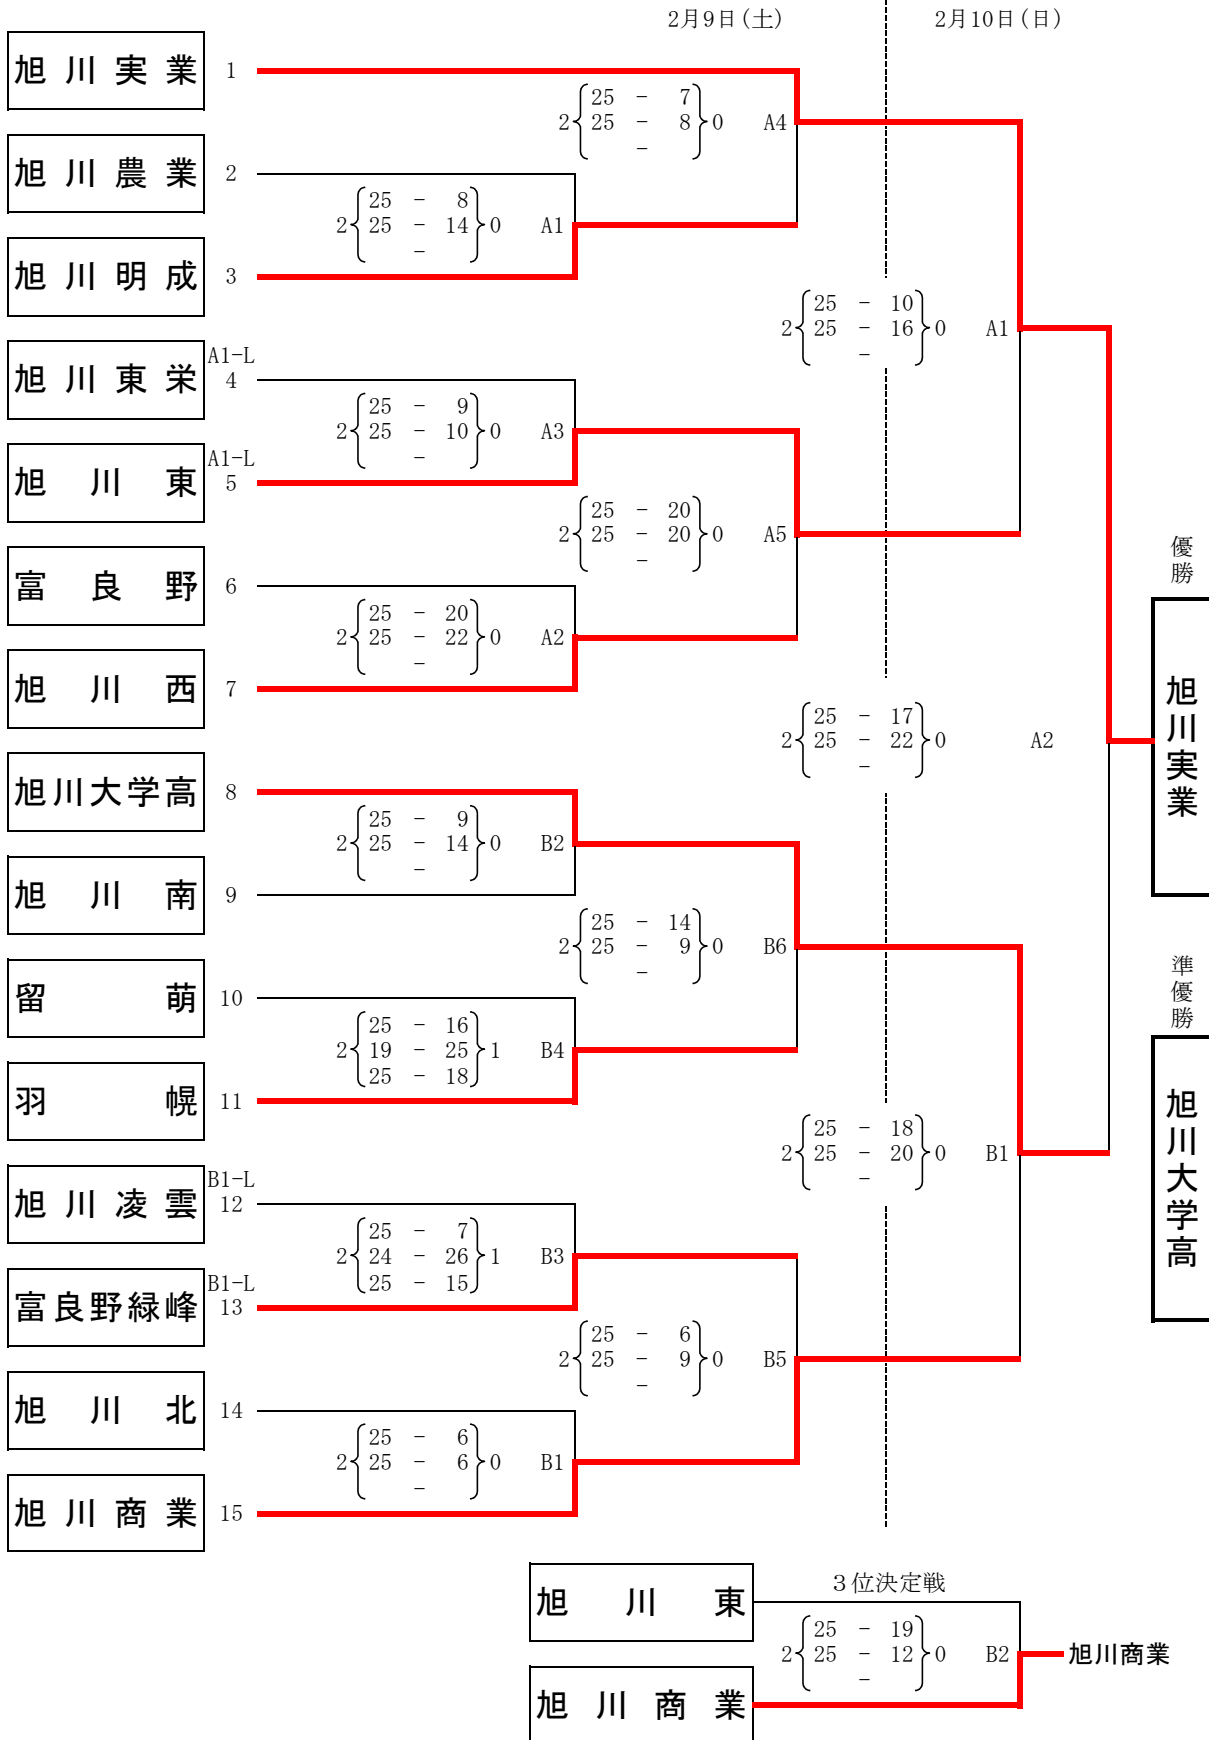 2月9日(土) 2月10日(日)
旭川実業 1
25 - 7
2 25 - 8 0 A4
-
旭川農業 2
25 - 8
2 25 - 14 0 A1
-
旭川明成 3
25 - 10
2 25 - 16 0 A1
-
A1-L
旭川東栄 4
25 - 9
2 25 - 10 0 A3
-
A1-L
旭川東 5
25 - 20
2 25 - 20 0 A5
-
優勝
旭川実業
富良野 6
25 - 20
2 25 - 22 0 A2
-
旭川西 7
25 - 17
2 25 - 22 0 A2
-
旭川大学高 8
25 - 9
2 25 - 14 0 B2
-
旭川南 9
25 - 14
2 25 - 9 0 B6
-
準優勝
旭川大学高
留萌 10
25 - 16
2 19 - 25 1 B4
25 - 18
羽幌 11
25 - 18
2 25 - 20 0 B1
-
B1-L
旭川凌雲 12
25 - 7
2 24 - 26 1 B3
25 - 15
B1-L
富良野緑峰 13
25 - 6
2 25 - 9 0 B5
-
旭川北 14
25 - 6
2 25 - 6 0 B1
-
旭川商業 15
3位決定戦
旭川東
25 - 19
2 25 - 12 0 B2 旭川商業
-
旭川商業